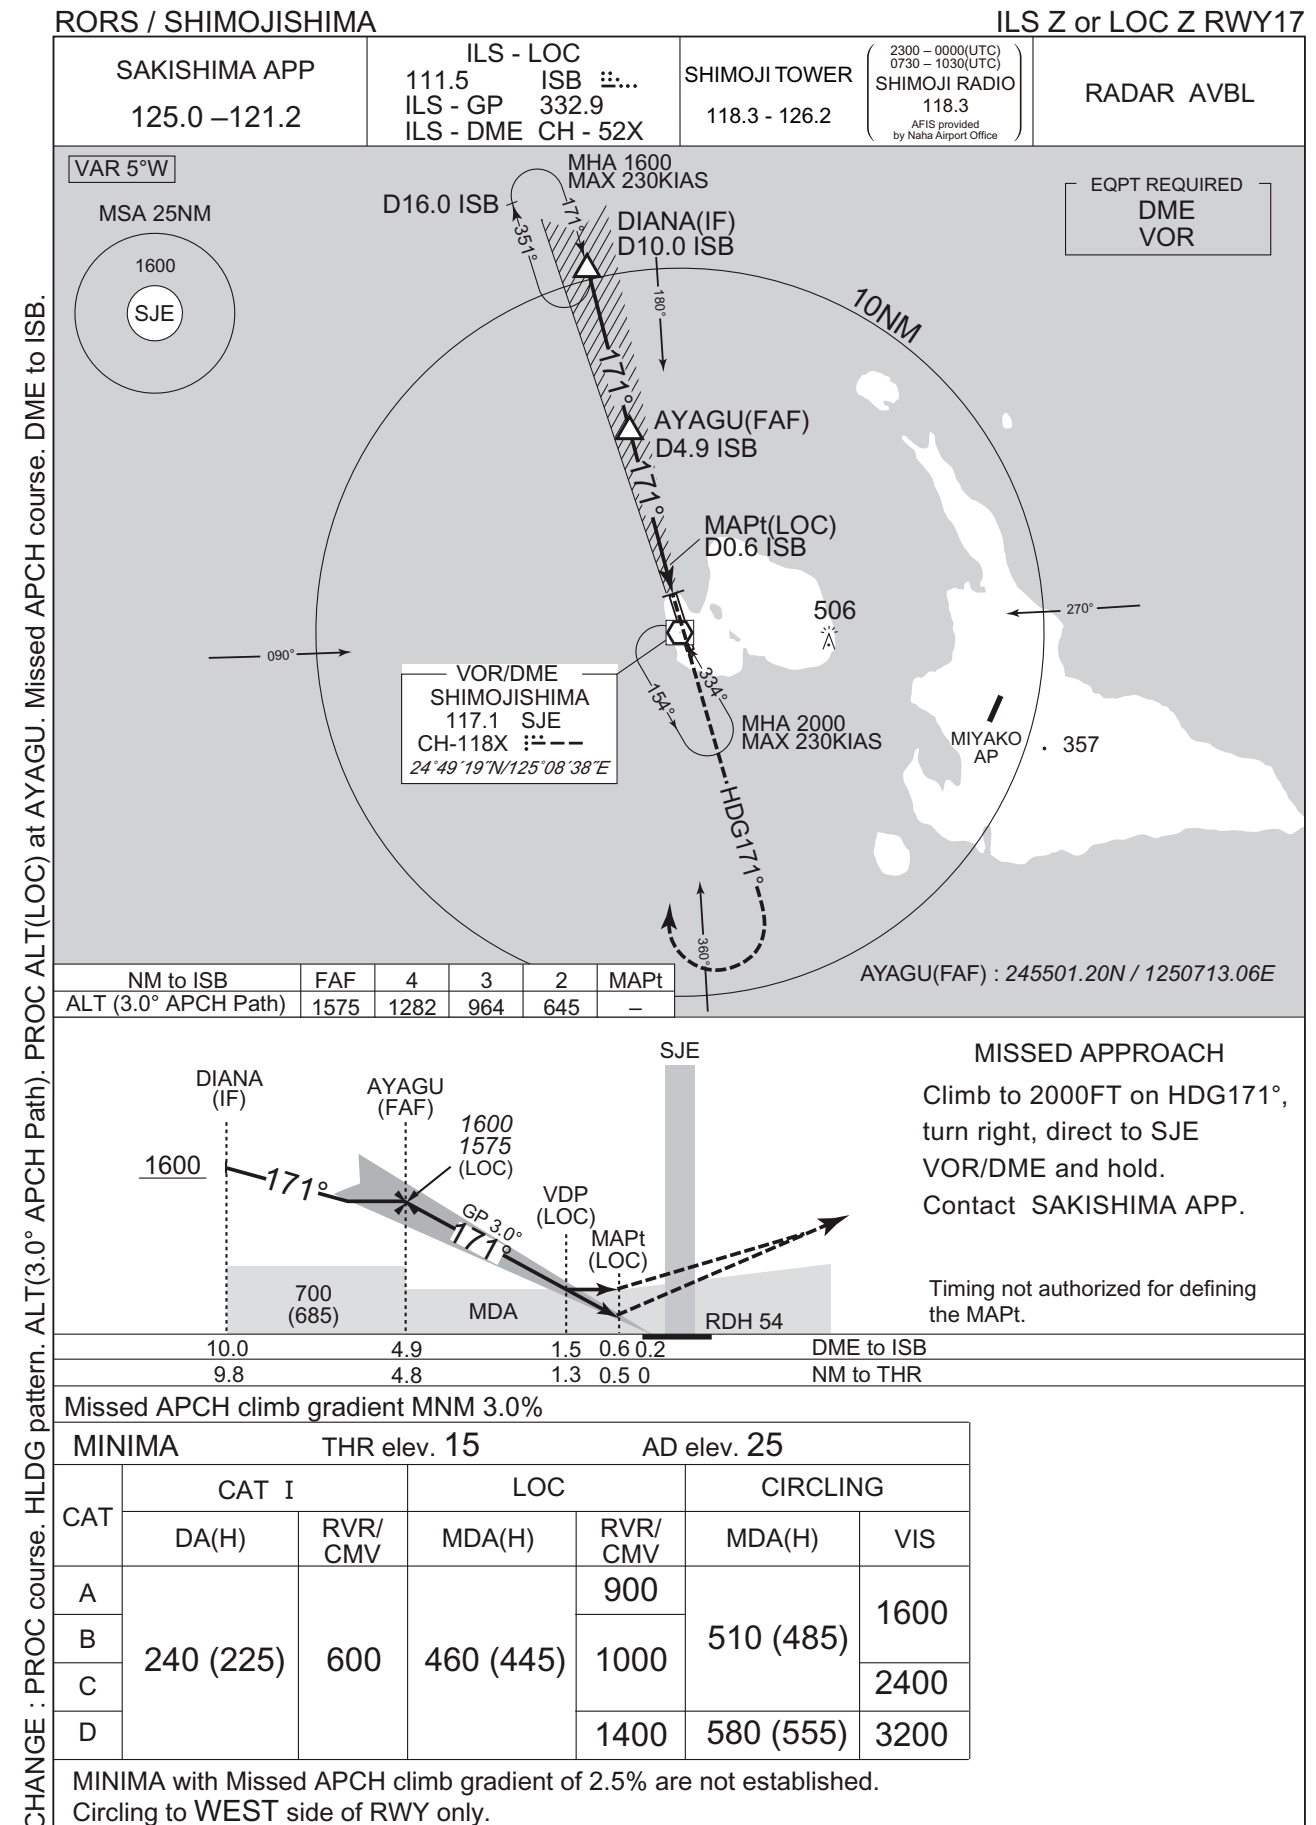 RORS / SHIMOJISHIMA
ILS Z or LOC Z RWY17
SAKISHIMA APP
125.0 –121.2
ILS - LOC
111.5 ISB
ILS - GP 332.9
ILS - DME CH - 52X
SHIMOJI TOWER
118.3 - 126.2
2300 – 0000(UTC)
0730 – 1030(UTC)
SHIMOJI RADIO
118.3
AFIS provided
by Naha Airport Office
RADAR AVBL
VAR 5°W
MSA 25NM
1600
SJE
MHA 1600
MAX 230KIAS
D16.0 ISB
171°
351°
DIANA(IF)
D10.0 ISB
EQPT REQUIRED
DME
VOR
180°
10NM
171°
AYAGU(FAF)
D4.9 ISB
171°
MAPt(LOC)
D0.6 ISB
506
270°
090°
VOR/DME
SHIMOJISHIMA
117.1 SJE
CH-118X
24°49´19˝N/125°08´38˝E
334°
154°
MHA 2000
MAX 230KIAS
MIYAKO
AP
357
HDG171°
360°
AYAGU(FAF) : 245501.20N / 1250713.06E
NM to ISB FAF 4 3 2 MAPt
ALT (3.0° APCH Path) 1575 1282 964 645 –
SJE
DIANA
(IF)
AYAGU
(FAF)
1600
1575
(LOC)
1600
171°
VDP
(LOC)
GP 3.0°
171°
MAPt
(LOC)
700
(685)
MDA
RDH 54
MISSED APPROACH
Climb to 2000FT on HDG171°,
turn right, direct to SJE
VOR/DME and hold.
Contact SAKISHIMA APP.
Timing not authorized for defining
the MAPt.
10.0 4.9 1.5 0.6 0.2 DME to ISB
9.8 4.8 1.3 0.5 0 NM to THR
Missed APCH climb gradient MNM 3.0%
MINIMA THR elev. 15 AD elev. 25
CAT CAT I LOC CIRCLING
DA(H) RVR/CMV MDA(H) RVR/CMV MDA(H) VIS
A 900
B 240 (225) 600 460 (445) 1000 510 (485) 1600
C 2400
D 1400 580 (555) 3200
MINIMA with Missed APCH climb gradient of 2.5% are not established.
Circling to WEST side of RWY only.
CHANGE : PROC course. HLDG pattern. ALT(3.0° APCH Path). PROC ALT(LOC) at AYAGU. Missed APCH course. DME to ISB.